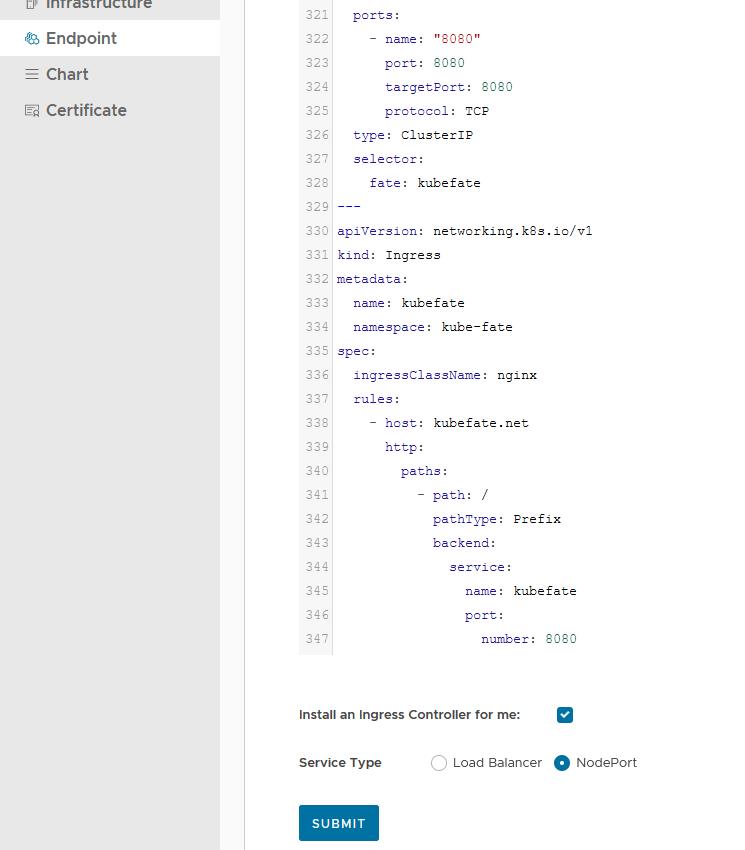 Infrastructure
Endpoint
Chart
Certificate
321   ports:
322     - name: "8080"
323       port: 8080
324       targetPort: 8080
325       protocol: TCP
326   type: ClusterIP
327   selector:
328     fate: kubefate
329 ---
330 apiVersion: networking.k8s.io/v1
331 kind: Ingress
332 metadata:
333   name: kubefate
334   namespace: kube-fate
335 spec:
336   ingressClassName: nginx
337   rules:
338     - host: kubefate.net
339       http:
340         paths:
341           - path: /
342             pathType: Prefix
343             backend:
344               service:
345                 name: kubefate
346                 port:
347                   number: 8080
Install an Ingress Controller for me:
Service Type Load Balancer NodePort
SUBMIT